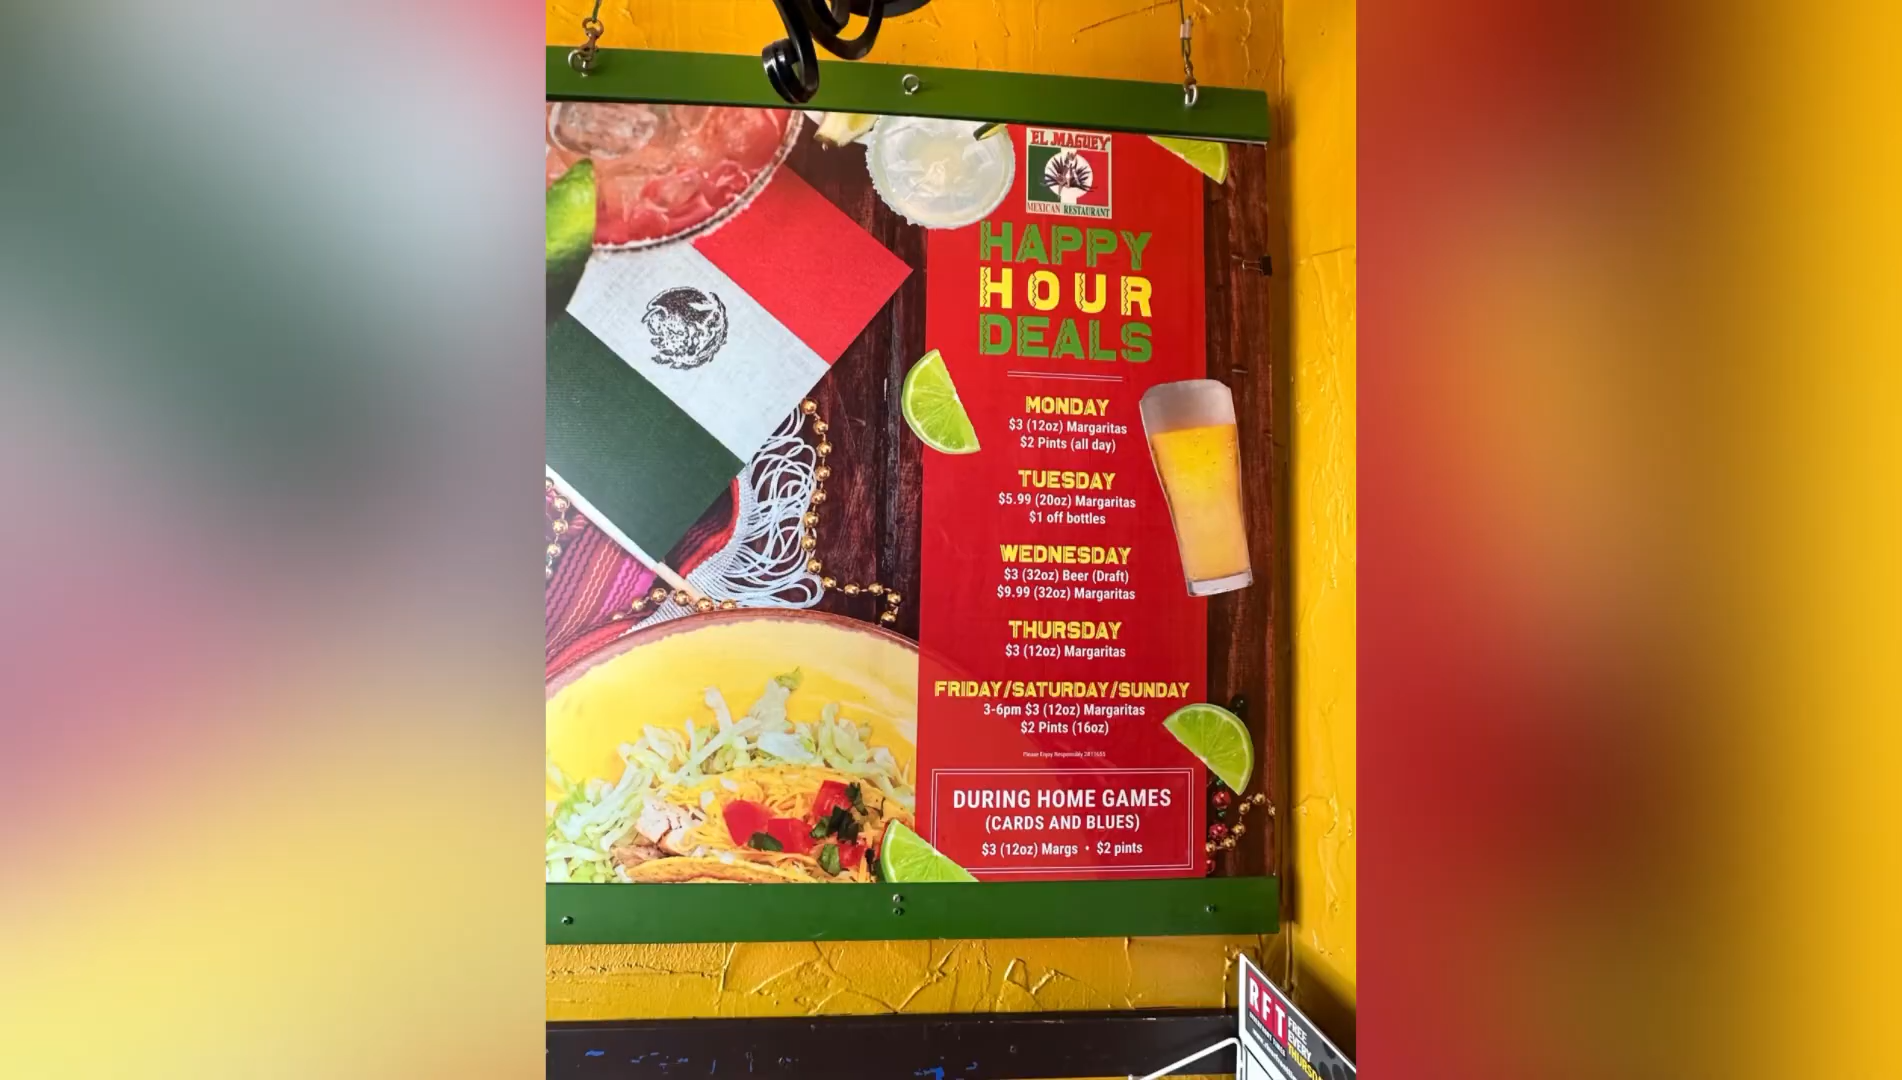 EL MAGUEY
MEXICAN RESTAURANT
HAPPY
HOUR
DEALS
MONDAY
$3 (12oz) Margaritas
$2 Pints (all day)
TUESDAY
$5.99 (20oz) Margaritas
$1 off bottles
WEDNESDAY
$3 (32oz) Beer (Draft)
$9.99 (32oz) Margaritas
THURSDAY
$3 (12oz) Margaritas
FRIDAY/SATURDAY/SUNDAY
3-6pm $3 (12oz) Margaritas
$2 Pints (16oz)
Please Enjoy Responsibly
DURING HOME GAMES
(CARDS AND BLUES)
$3 (12oz) Margs • $2 pints
RFT
FREE
EVERY